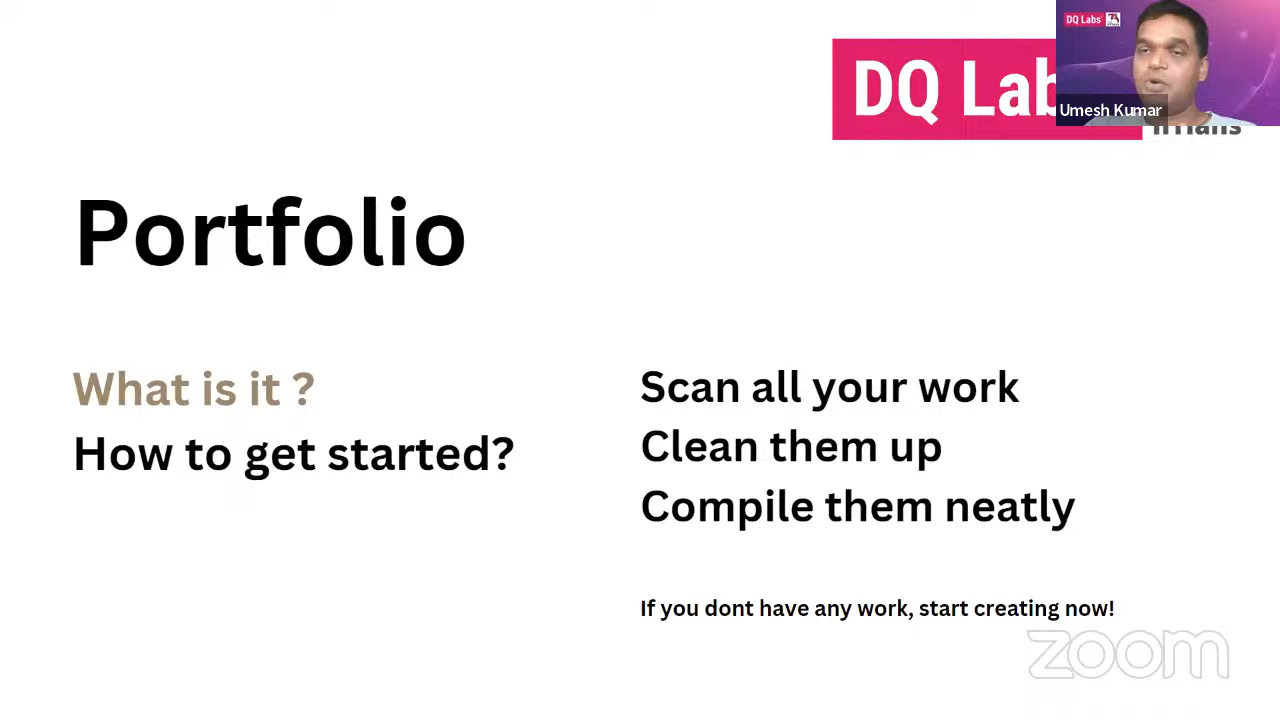 DQ Labs
DQ Lab
Umesh Kumar
Portfolio
What is it ?
How to get started?
Scan all your work
Clean them up
Compile them neatly
If you dont have any work, start creating now!
zoom